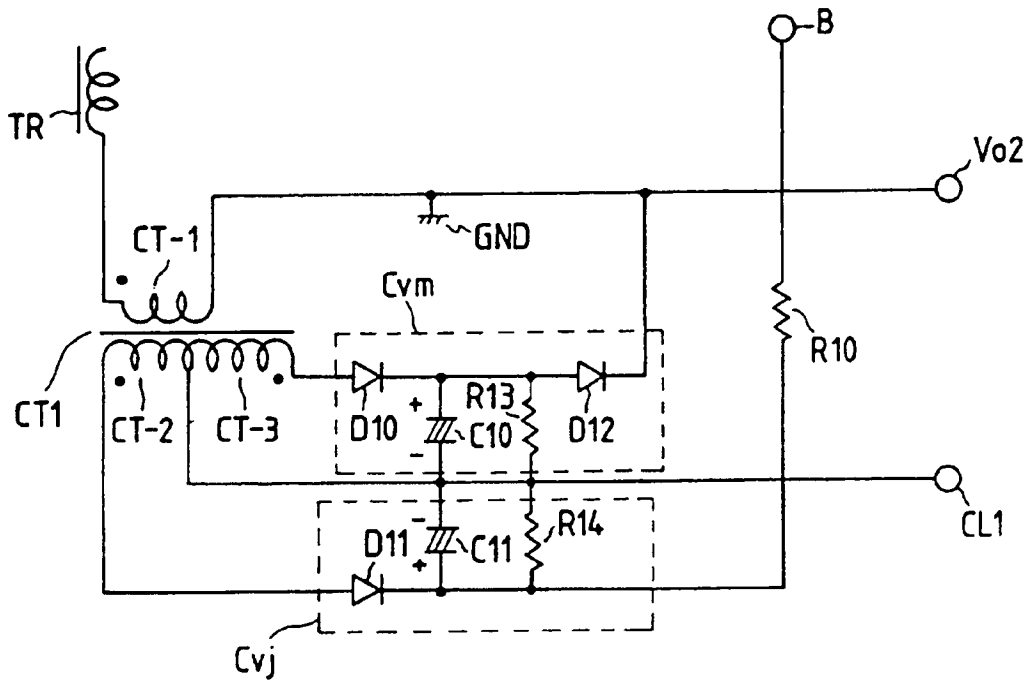 B
TR
Vo2
GND
CT-1
Cvm
R10
CT1
CT-2
CT-3
D10
+
C10
-
R13
D12
CL1
D11
-
C11
+
R14
Cvj